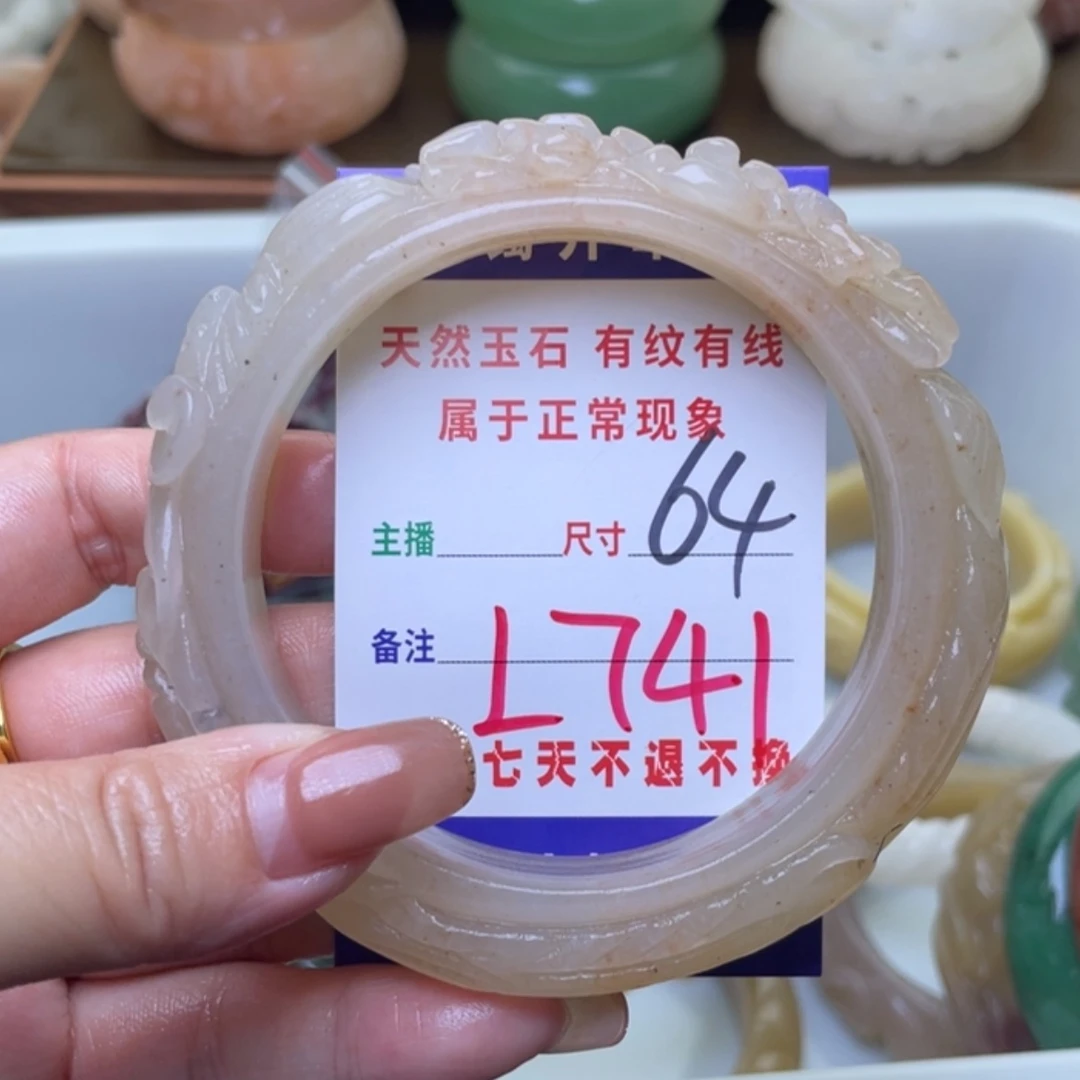 天然玉石 有纹有线
属于正常现象
主播 尺寸 64
备注 L741
七天不退不换